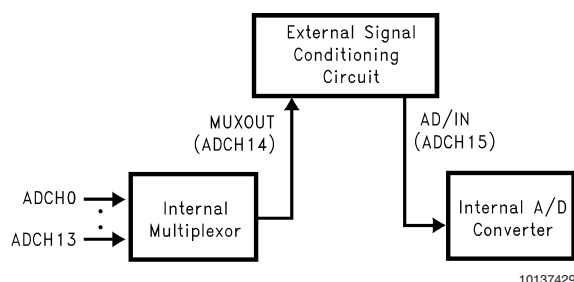 External Signal
Conditioning
Circuit
MUXOUT
(ADCH14)
AD/IN
(ADCH15)
ADCH0
ADCH13
Internal
Multiplexor
Internal A/D
Converter
10137429